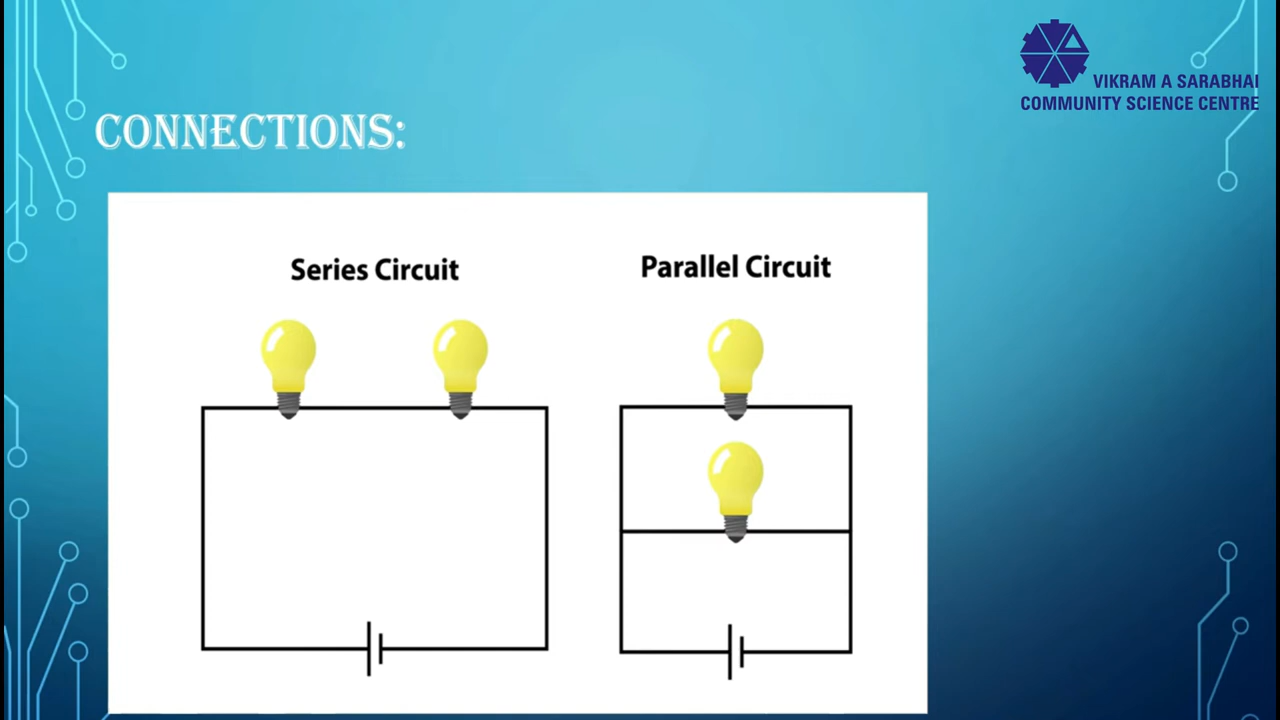 VIKRAM A SARABHAI
COMMUNITY SCIENCE CENTRE
CONNECTIONS:
Series Circuit
Parallel Circuit